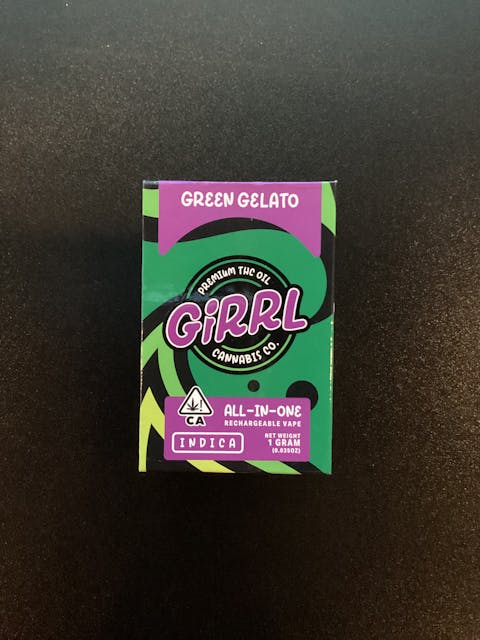 GREEN GELATO
PREMIUM THC OIL
GiRRL
CANNABIS CO.
CA
INDICA
ALL-IN-ONE
RECHARGEABLE VAPE
NET WEIGHT
1 GRAM
(0.035OZ)